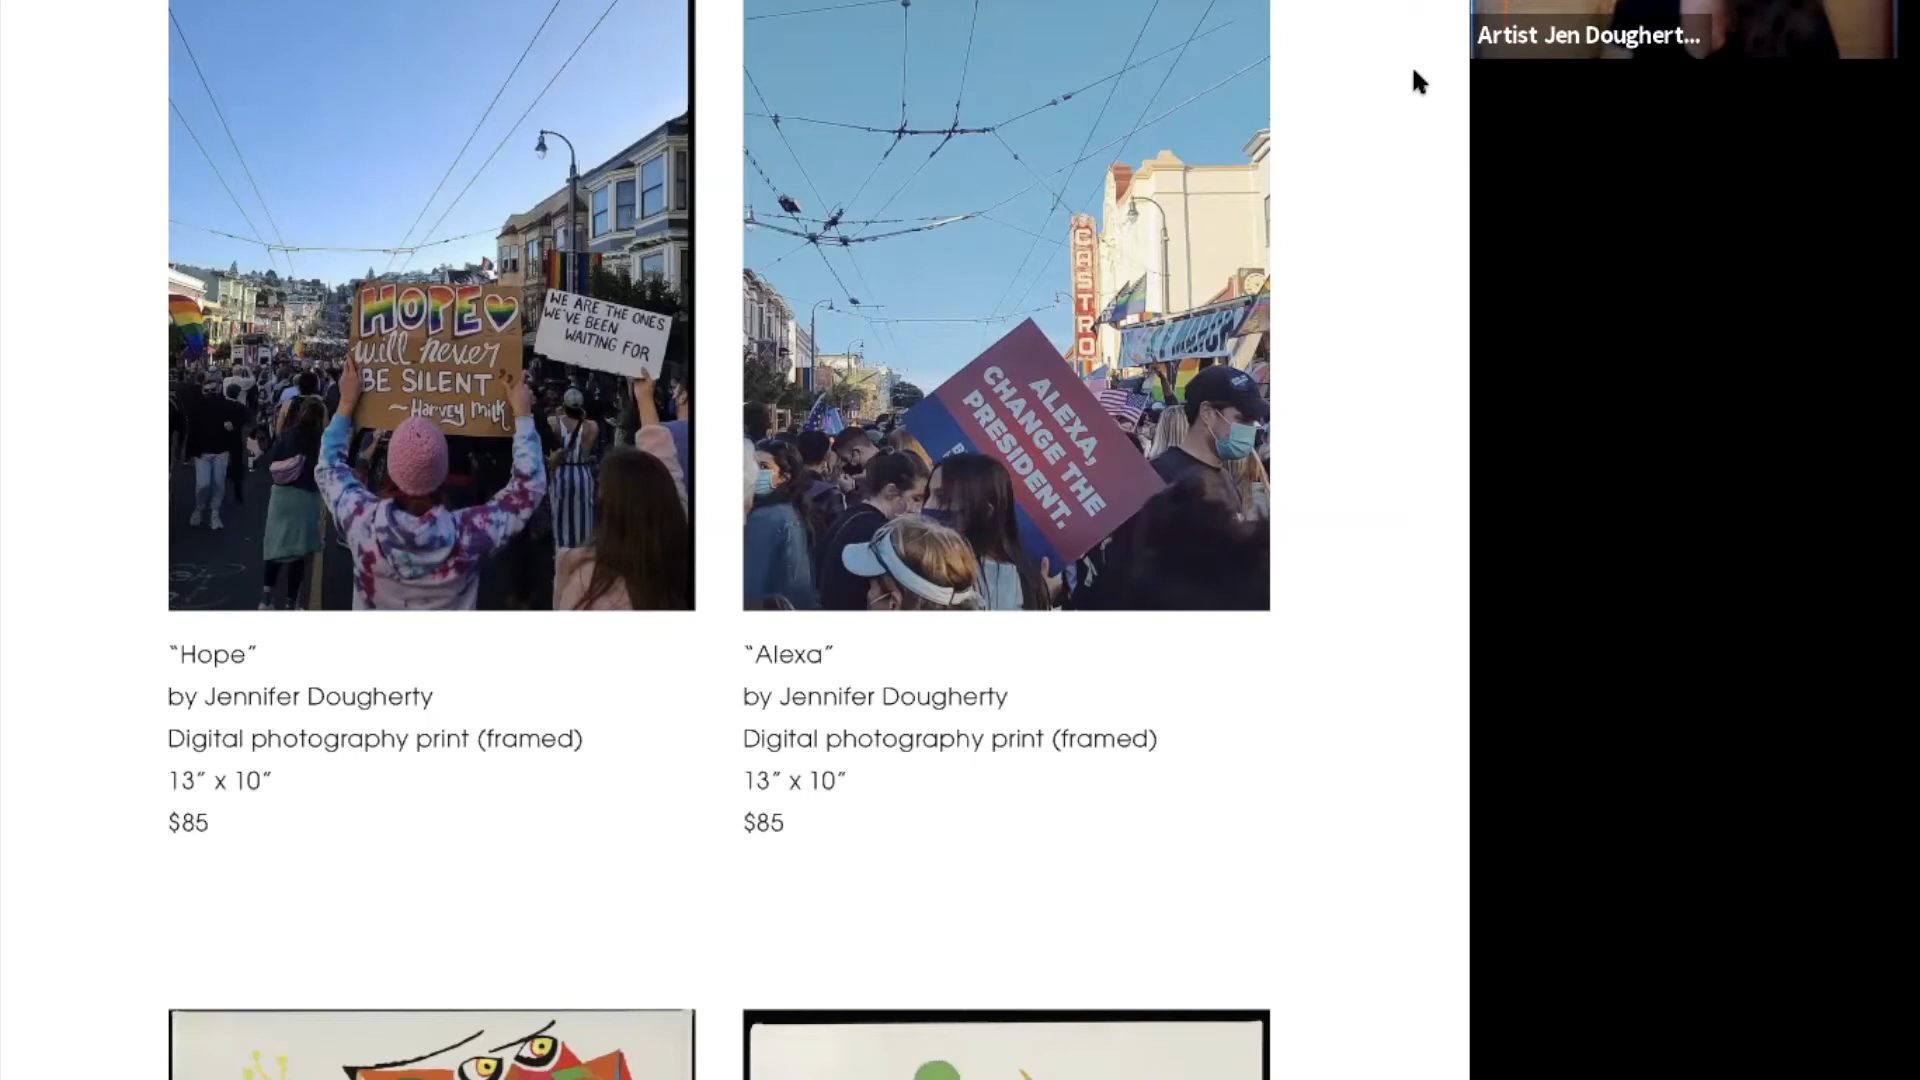 Artist Jen Doughert...
HOPE
will never
BE SILENT"
~Harvey Milk
WE ARE THE ONES
WE'VE BEEN
WAITING FOR
CASTRO
ALEXA,
CHANGE THE
PRESIDENT.
“Hope”
by Jennifer Dougherty
Digital photography print (framed)
13” x 10”
$85
“Alexa”
by Jennifer Dougherty
Digital photography print (framed)
13” x 10”
$85